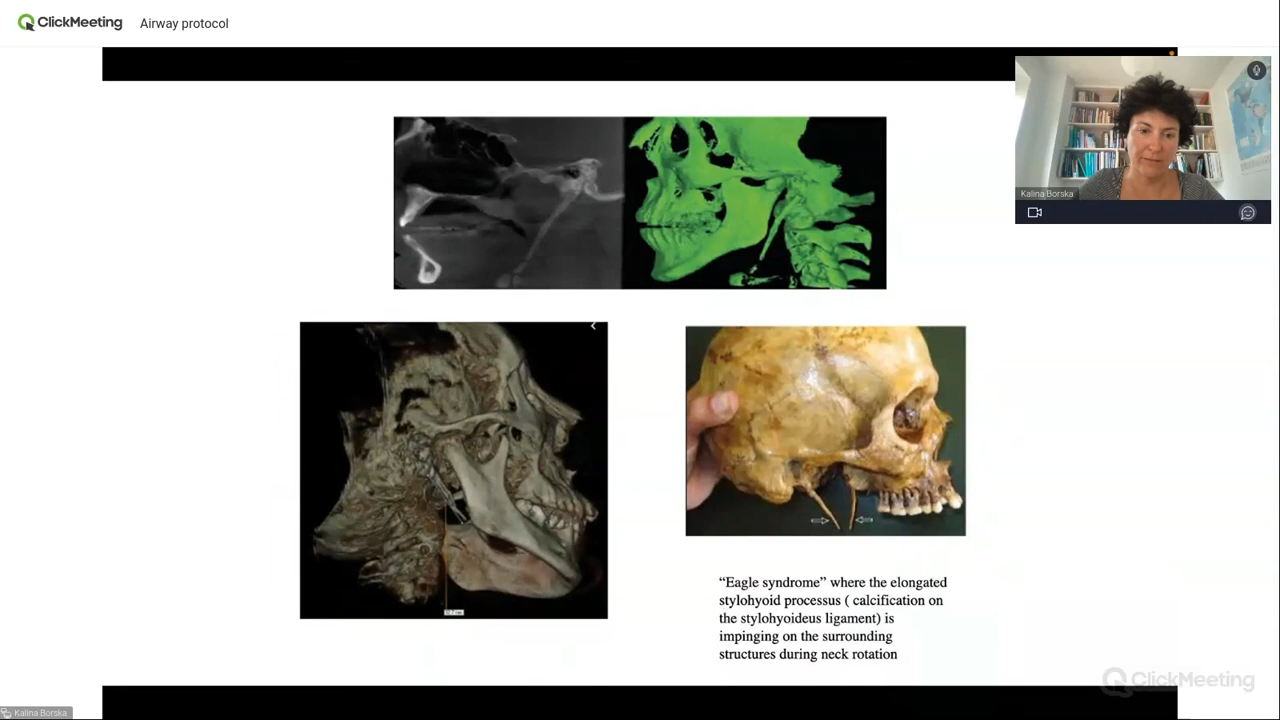 ClickMeeting Airway protocol
Kalina Borska
“Eagle syndrome” where the elongated
stylohyoid processus ( calcification on
the stylohyoideus ligament) is
impinging on the surrounding
structures during neck rotation
ClickMeeting
Kalina Borska